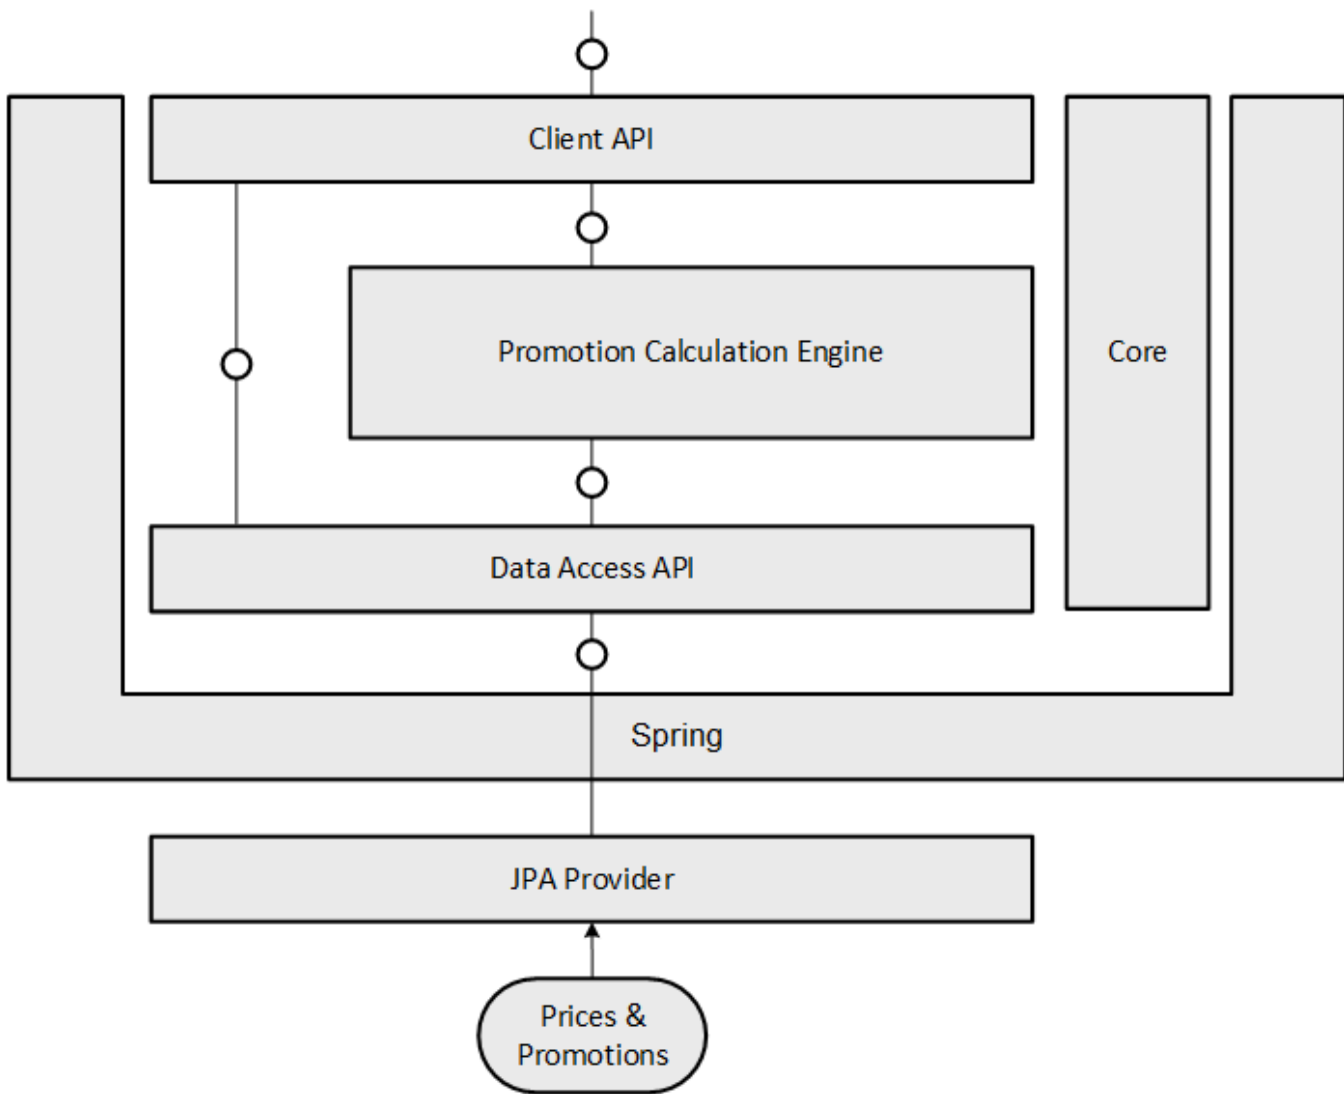 Client API
Promotion Calculation Engine
Core
Data Access API
Spring
JPA Provider
Prices &
Promotions